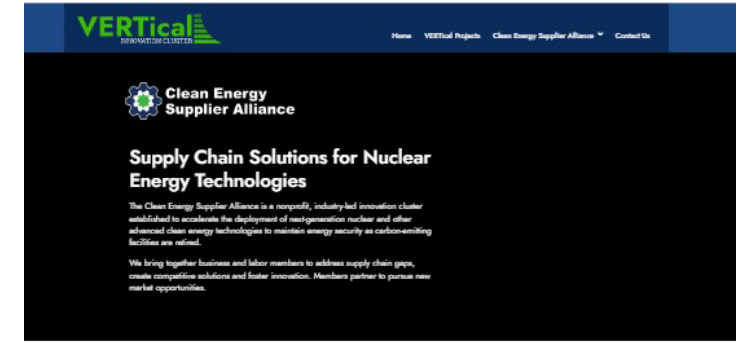 VERTical
INNOVATION CLUSTER
Home VERTical Projects Clean Energy Supplier Alliance Contact Us
Clean Energy
Supplier Alliance
Supply Chain Solutions for Nuclear
Energy Technologies
The Clean Energy Supplier Alliance is a nonprofit, industry-led innovation cluster
established to accelerate the deployment of next-generation nuclear and other
advanced clean energy technologies to maintain energy security as carbon-emitting
facilities are retired.
We bring together business and labor members to address supply chain gaps,
create competitive solutions and foster innovation. Members partner to pursue new
market opportunities.